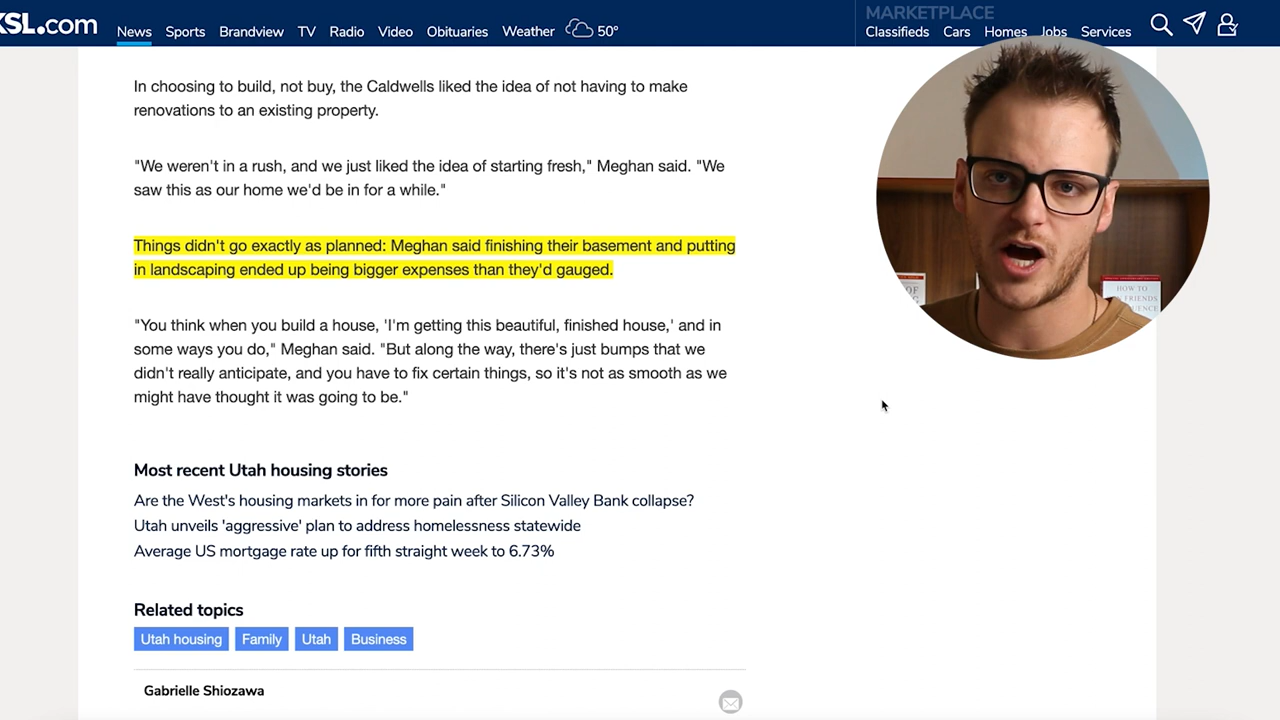 KSL.com
News Sports Brandview TV Radio Video Obituaries Weather 50°
MARKETPLACE
Classifieds Cars Homes Jobs Services
In choosing to build, not buy, the Caldwells liked the idea of not having to make
renovations to an existing property.
"We weren't in a rush, and we just liked the idea of starting fresh," Meghan said. "We
saw this as our home we'd be in for a while."
Things didn't go exactly as planned: Meghan said finishing their basement and putting
in landscaping ended up being bigger expenses than they'd gauged.
"You think when you build a house, 'I'm getting this beautiful, finished house,' and in
some ways you do," Meghan said. "But along the way, there's just bumps that we
didn't really anticipate, and you have to fix certain things, so it's not as smooth as we
might have thought it was going to be."
Most recent Utah housing stories
Are the West's housing markets in for more pain after Silicon Valley Bank collapse?
Utah unveils 'aggressive' plan to address homelessness statewide
Average US mortgage rate up for fifth straight week to 6.73%
Related topics
Utah housing Family Utah Business
Gabrielle Shiozawa
OF
HOW TO
FRIENDS